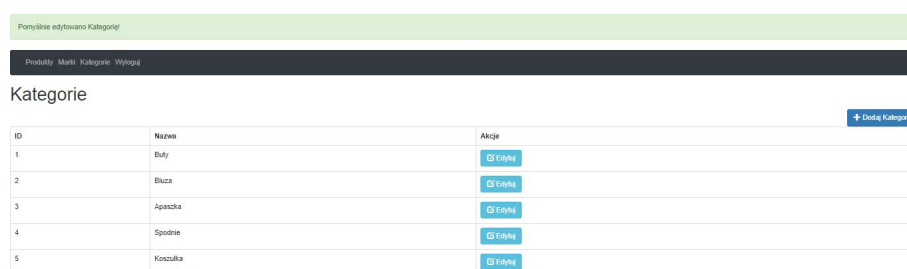 Pomyślnie edytowano Kategorię!
Produkty Marki Kategorie Wyloguj
Kategorie
+ Dodaj Kategor
ID Nazwa Akcje
1 Buty Edytuj
2 Bluza Edytuj
3 Apaszka Edytuj
4 Spodnie Edytuj
5 Koszulka Edytuj